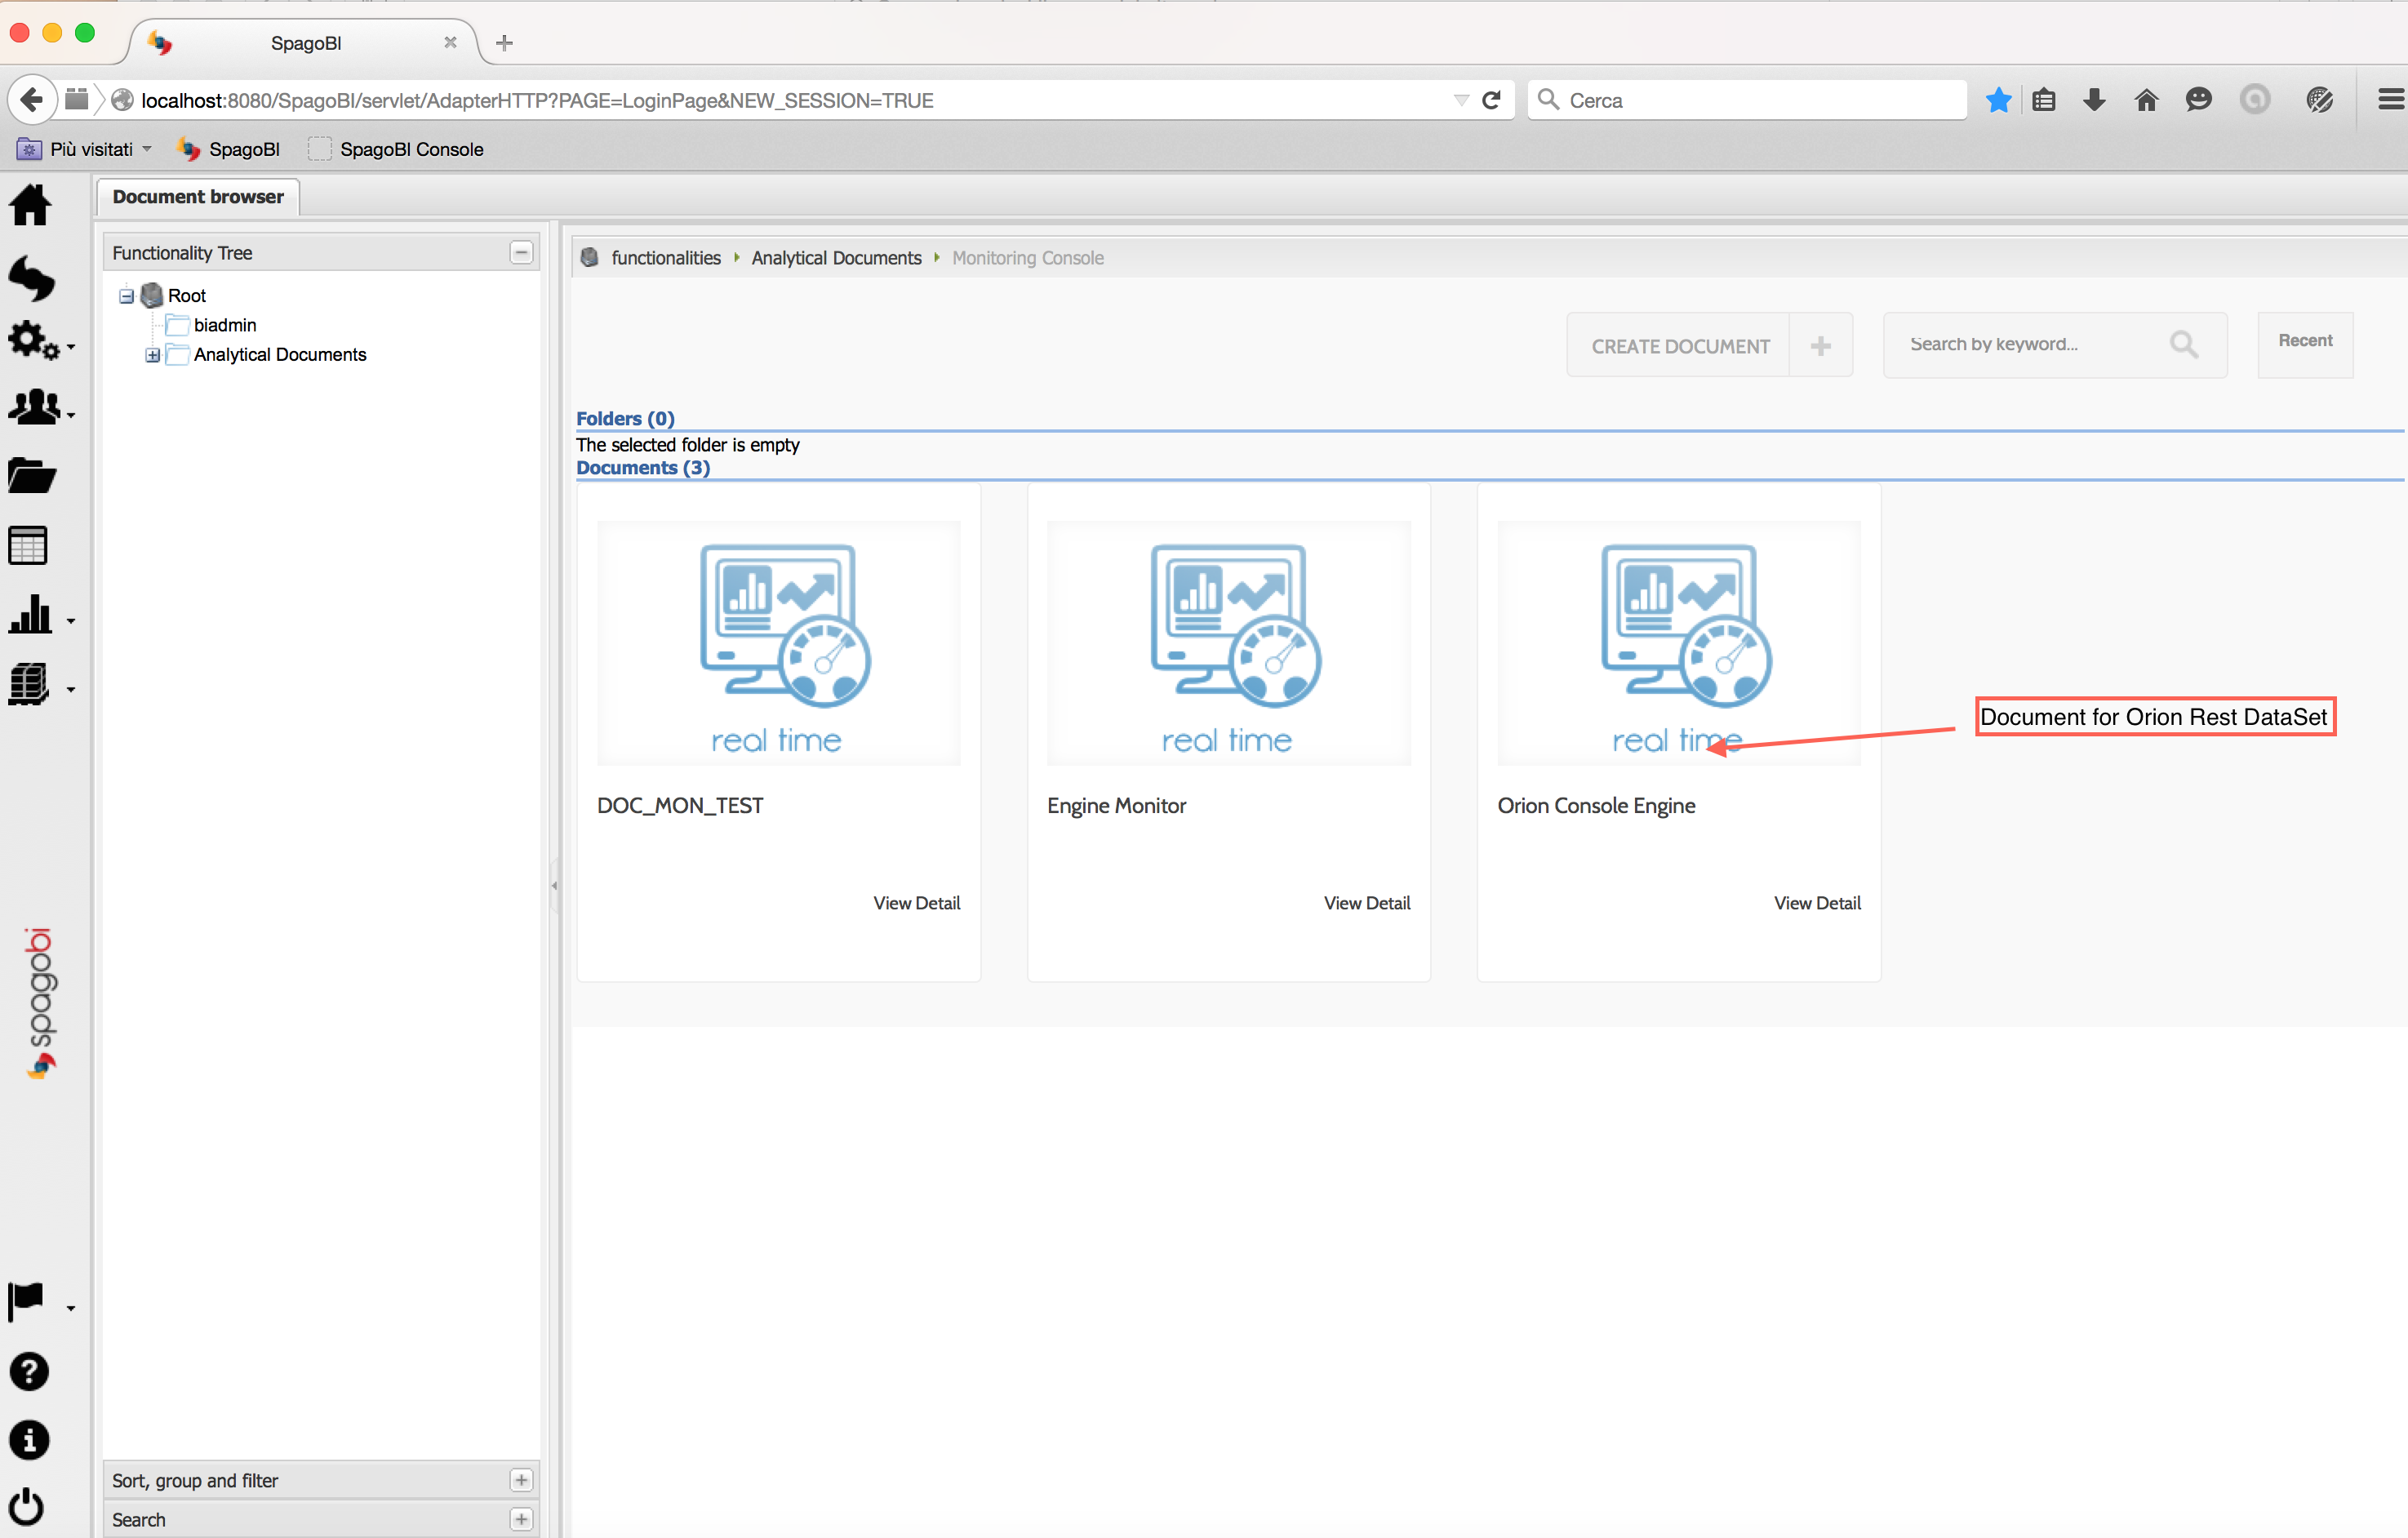 SpagoBI
localhost:8080/SpagoBI/servlet/AdapterHTTP?PAGE=LoginPage&NEW_SESSION=TRUE
Cerca
Più visitati
SpagoBI
SpagoBI Console
Document browser
Functionality Tree
Root
biadmin
Analytical Documents
functionalities
Analytical Documents
Monitoring Console
CREATE DOCUMENT
Search by keyword...
Recent
Folders (0)
The selected folder is empty
Documents (3)
real time
real time
real time
Document for Orion Rest DataSet
DOC_MON_TEST
Engine Monitor
Orion Console Engine
View Detail
View Detail
View Detail
spagobi
Sort, group and filter
Search